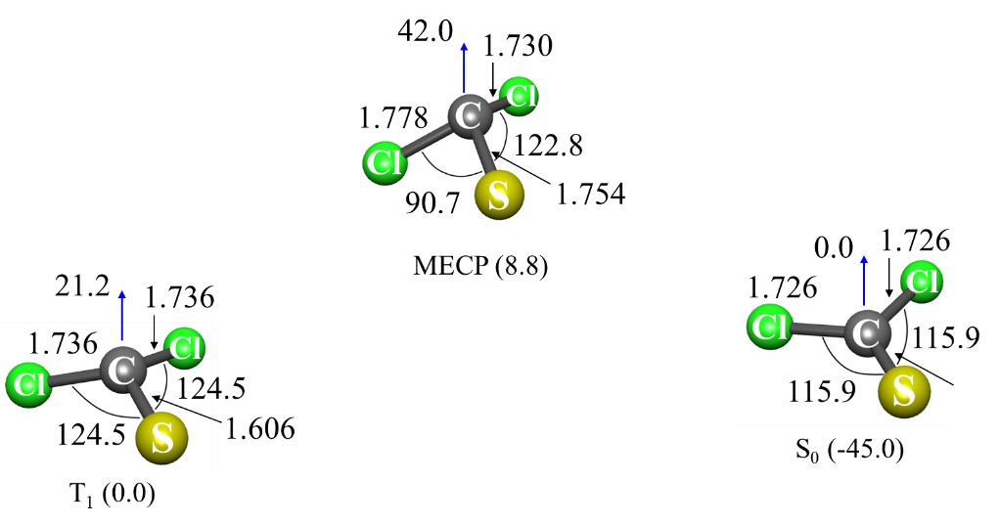 42.0
1.730
Cl
C
1.778
Cl
122.8
S
1.754
90.7
MECP (8.8)
21.2
1.736
1.736
Cl
C
Cl
124.5
124.5
S
1.606
T₁ (0.0)
0.0
1.726
1.726
Cl
Cl
C
115.9
115.9
S
S₀ (-45.0)